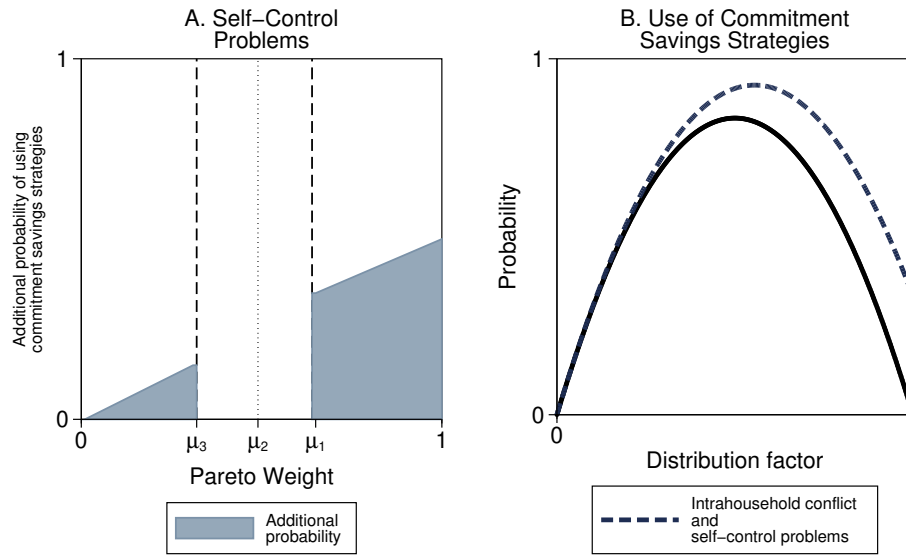 A. Self−Control
Problems
1
0
Additional probability of using
commitment savings strategies
0
μ3
μ2
μ1
1
Pareto Weight
Additional
probability
B. Use of Commitment
Savings Strategies
1
0
Probability
0
Distribution factor
Intrahousehold conflict
and
self−control problems